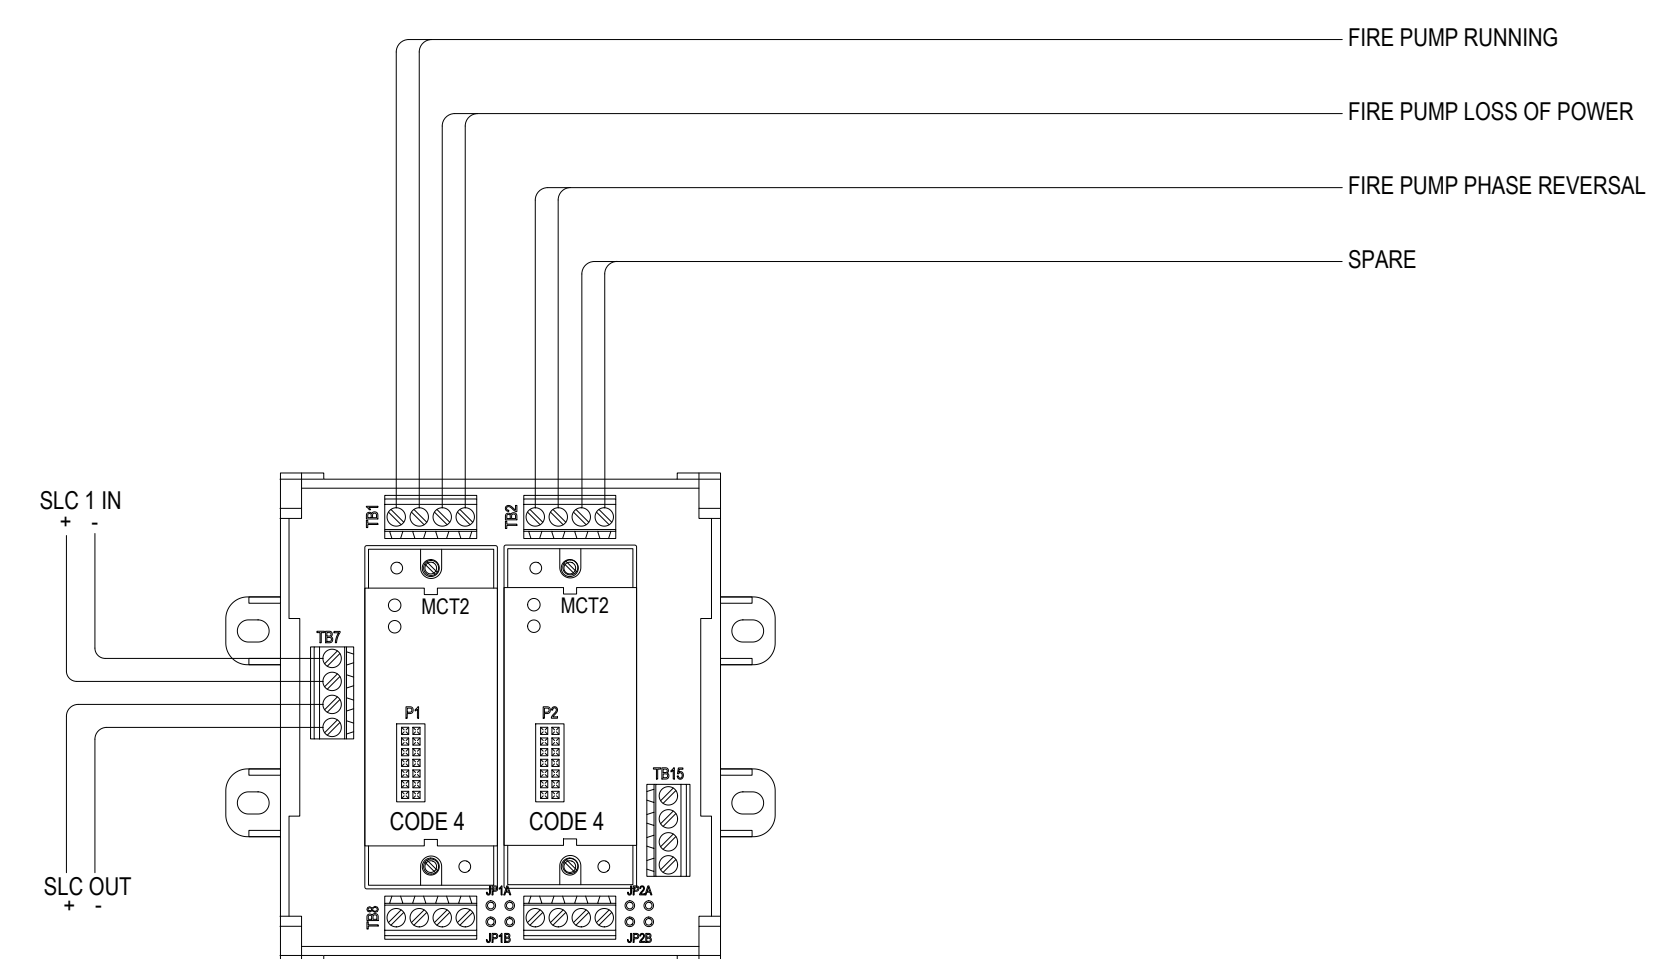 FIRE PUMP RUNNING
FIRE PUMP LOSS OF POWER
FIRE PUMP PHASE REVERSAL
SPARE
SLC 1 IN
+ -
TB1
TB2
MCT2
MCT2
TB7
P1
P2
TB15
CODE 4
CODE 4
SLC OUT
+ -
JP1A
JP2A
TB8
JP1B
JP2B